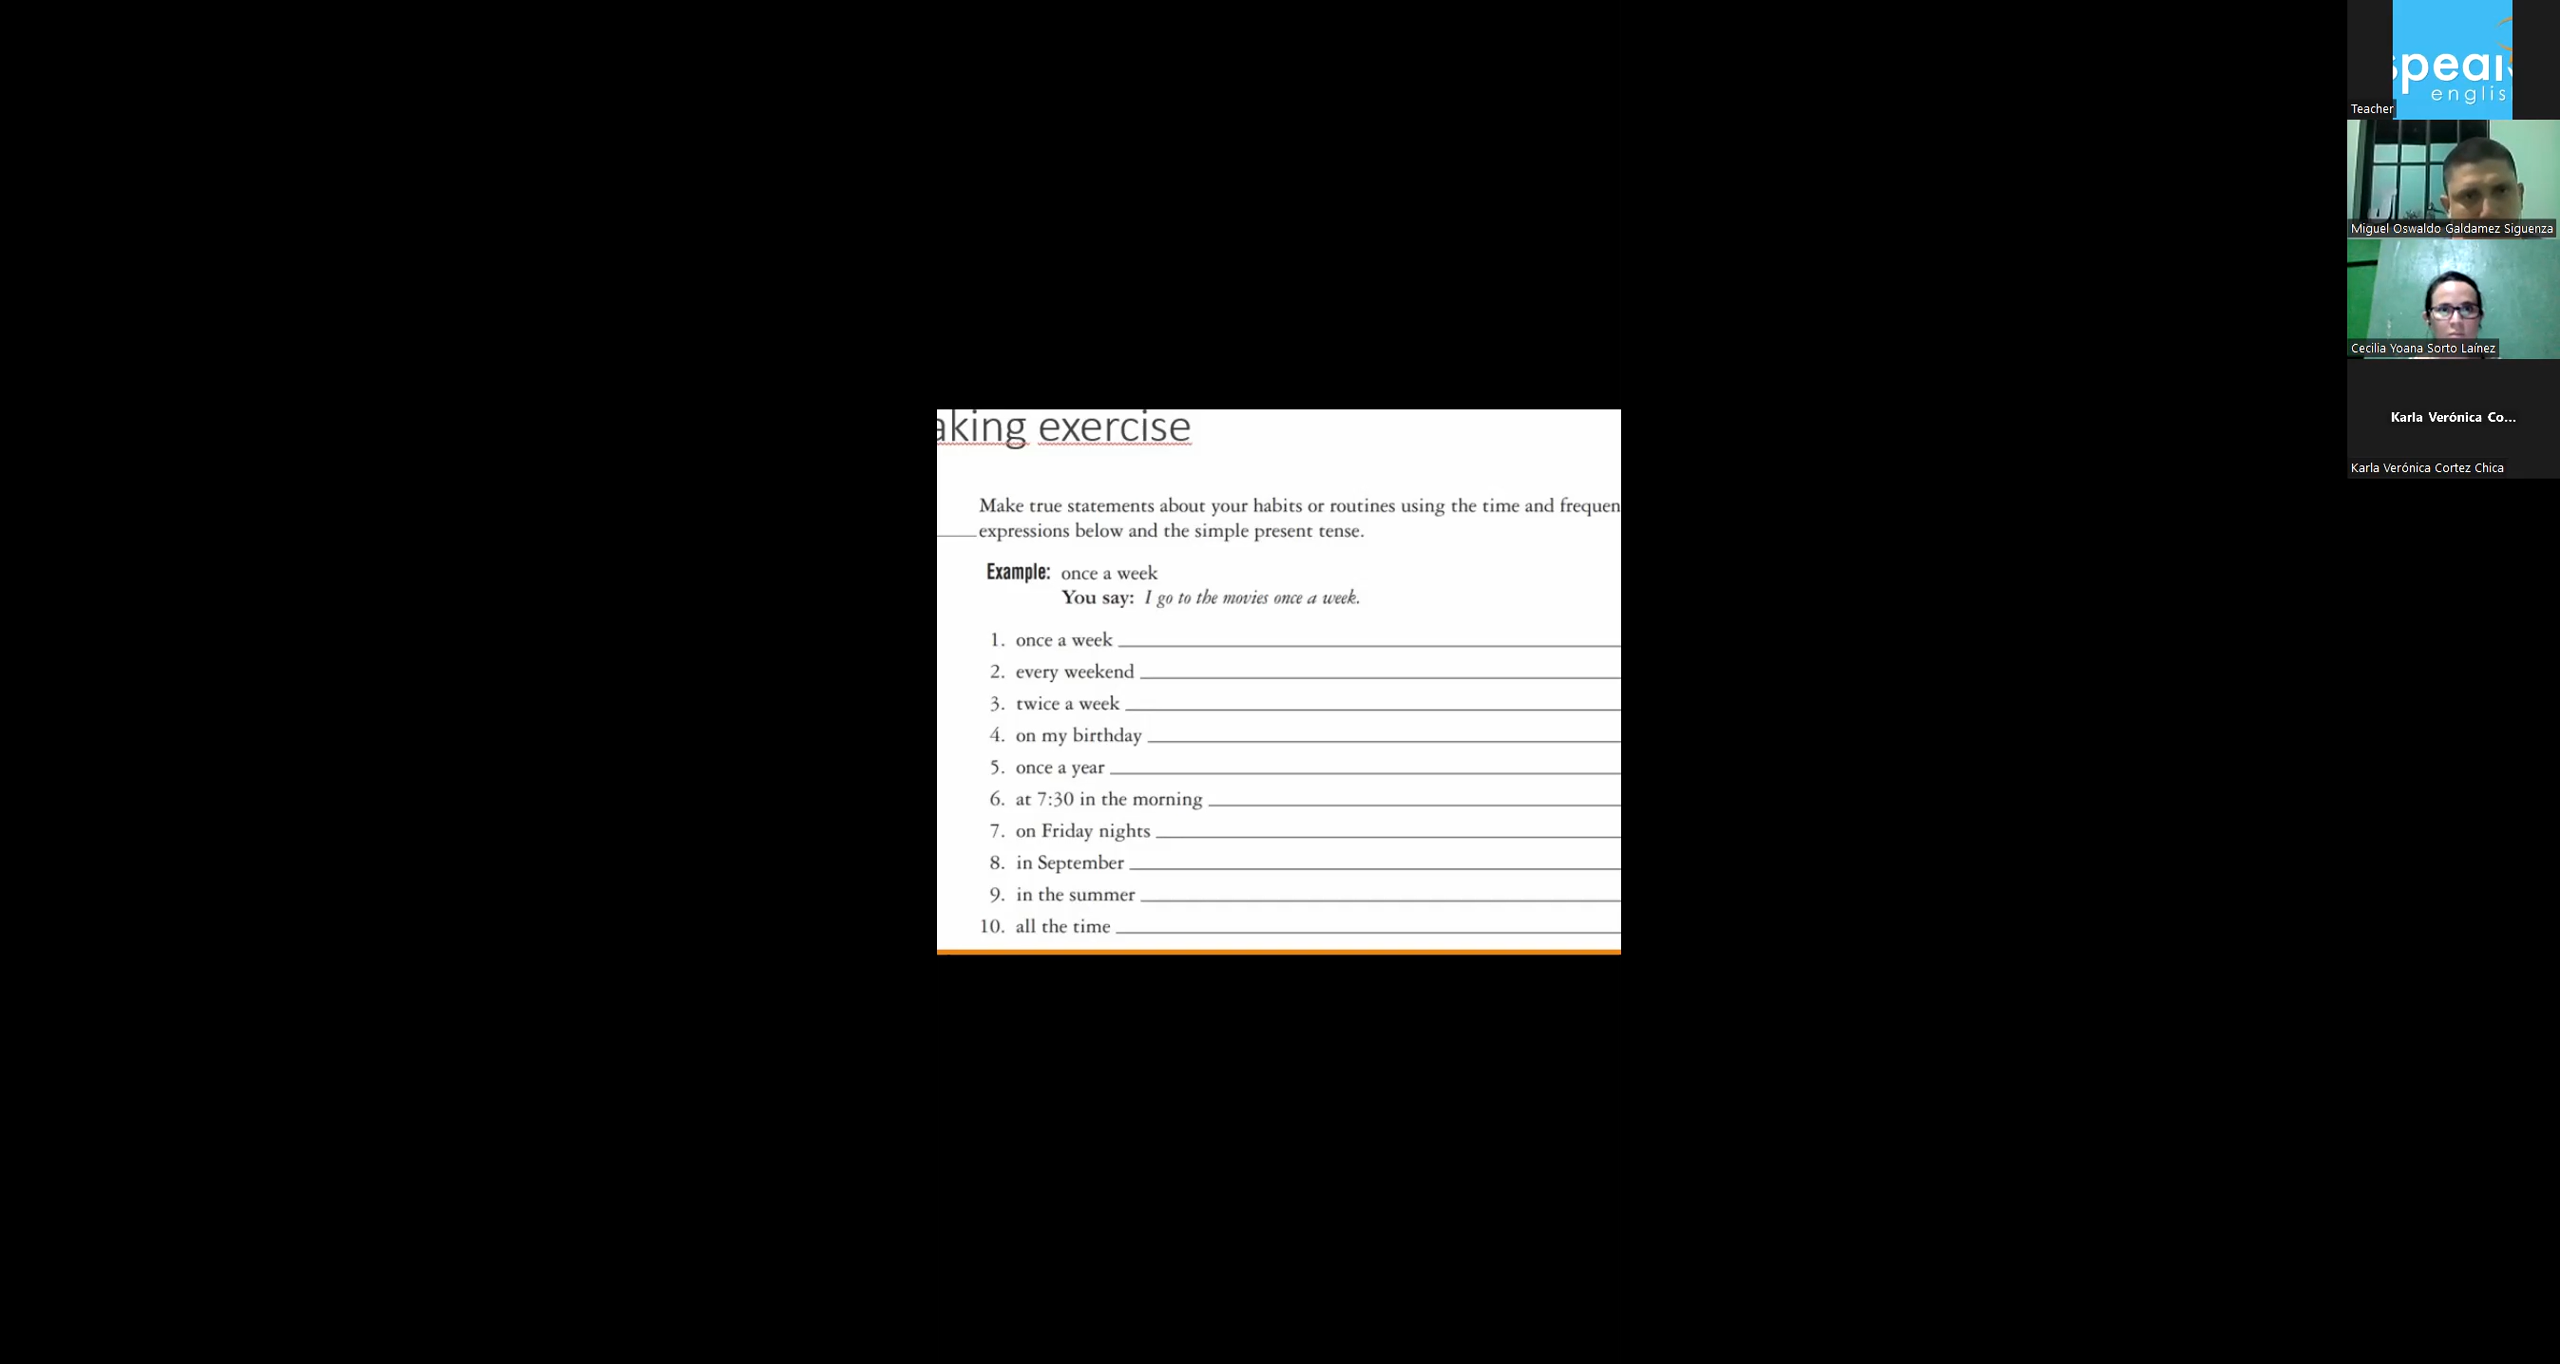 aking exercise
Make true statements about your habits or routines using the time and frequen
expressions below and the simple present tense.
Example: once a week
You say: I go to the movies once a week.
1. once a week
2. every weekend
3. twice a week
4. on my birthday
5. once a year
6. at 7:30 in the morning
7. on Friday nights
8. in September
9. in the summer
10. all the time
speak
englis
Teacher
Miguel Oswaldo Galdamez Siguenza
Cecilia Yoana Sorto Laínez
Karla Verónica Co...
Karla Verónica Cortez Chica